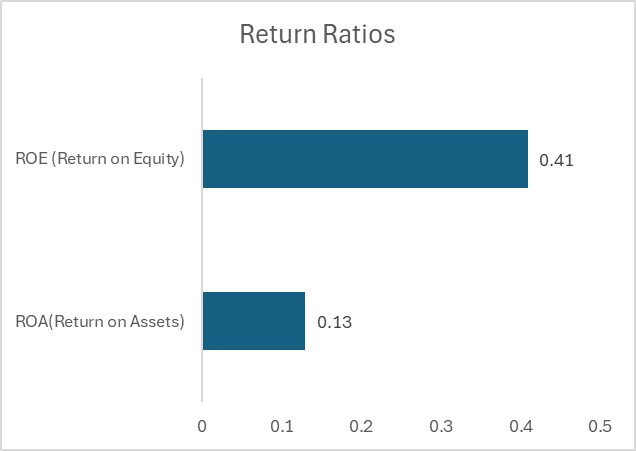 Return Ratios
ROE (Return on Equity)
0.41
ROA(Return on Assets)
0.13
0 0.1 0.2 0.3 0.4 0.5